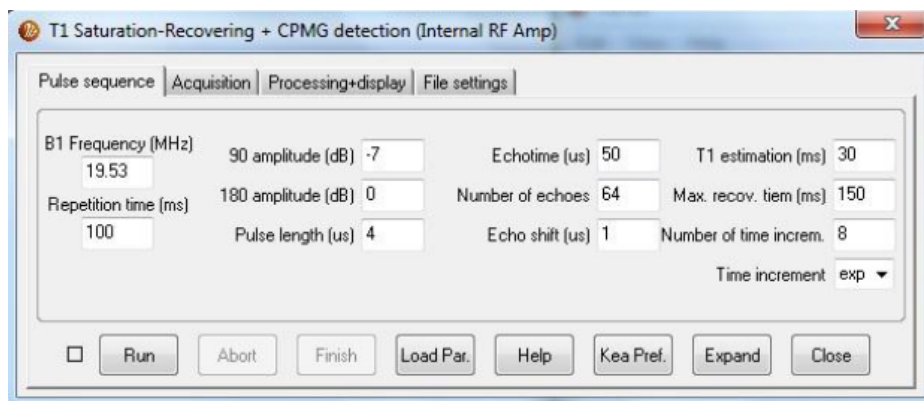 T1 Saturation-Recovering + CPMG detection (Internal RF Amp)
Pulse sequence Acquisition Processing+display File settings
B1 Frequency (MHz)
19.53
Repetition time (ms)
100
90 amplitude (dB) -7
180 amplitude (dB) 0
Pulse length (us) 4
Echotime (us) 50
Number of echoes 64
Echo shift (us) 1
T1 estimation (ms) 30
Max. recov. tiem (ms) 150
Number of time increm. 8
Time increment exp
Run Abort Finish Load Par. Help Kea Pref. Expand Close